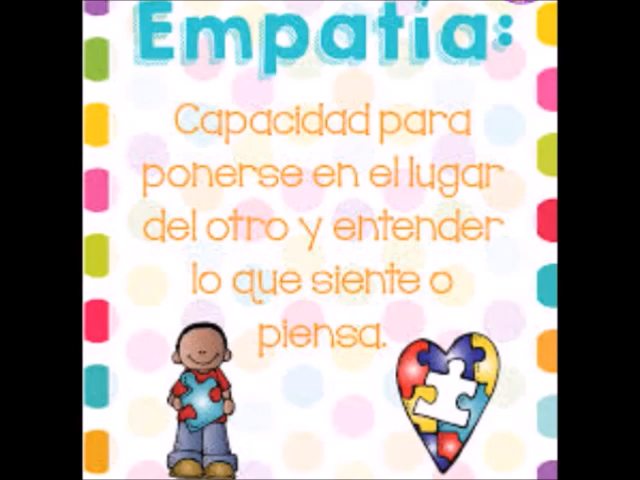 Empatía:
Capacidad para
ponerse en el lugar
del otro y entender
lo que siente o
piensa.